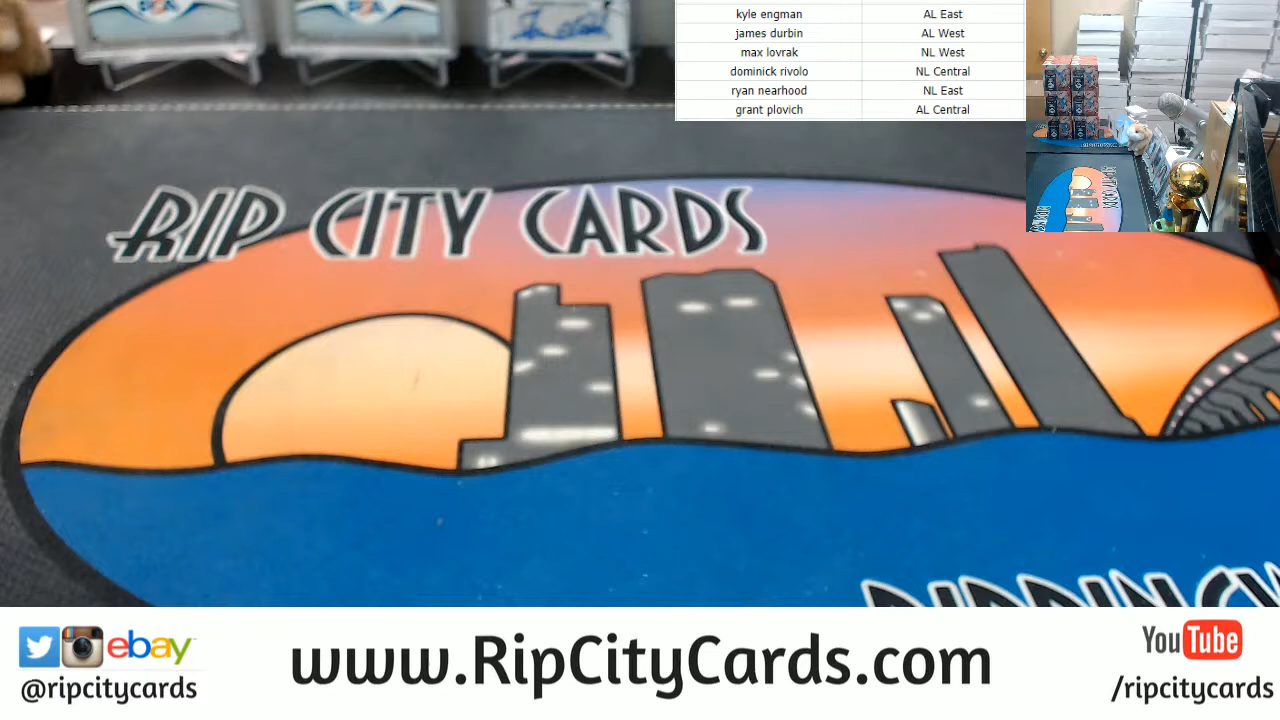 kyle engman AL East
james durbin AL West
max lovrak NL West
dominick rivolo NL Central
ryan nearhood NL East
grant plovich AL Central
RIP CITY CARDS
ebay
@ripcitycards
www.RipCityCards.com
YouTube
/ripcitycards